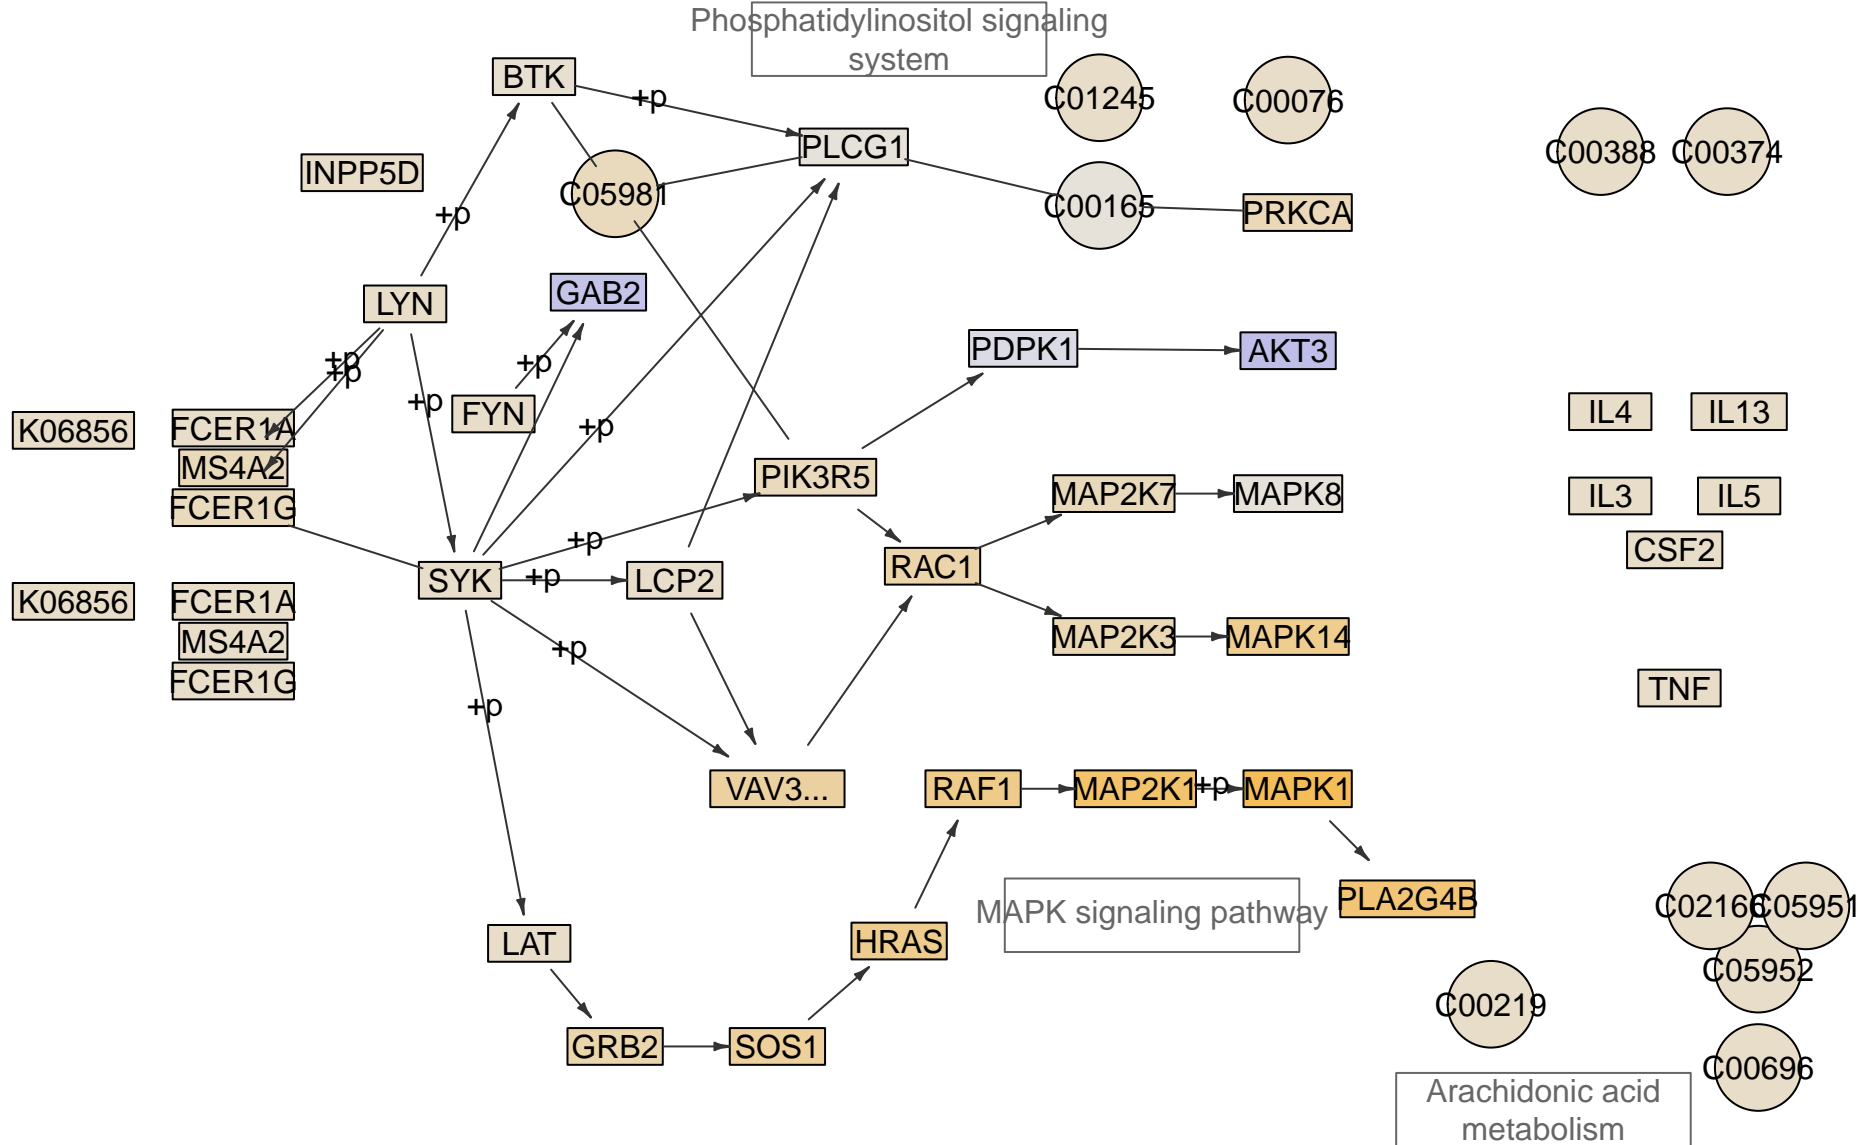 Phosphatidylinositol signaling
system
BTK
+p
C01245
C00076
PLCG1
C00388
C00374
INPP5D
C05981
+p
C00165
PRKCA
LYN
GAB2
PDPK1
AKT3
+p
+p
+p
+p
FYN
+p
K06856
FCER1A
MS4A2
FCER1G
IL4
IL13
PIK3R5
MAP2K7
MAPK8
IL3
IL5
+p
CSF2
SYK
+p
LCP2
RAC1
K06856
FCER1A
MS4A2
FCER1G
+p
MAP2K3
MAPK14
TNF
+p
VAV3...
RAF1
MAP2K1
+p
MAPK1
PLA2G4B
MAPK signaling pathway
C02166
C05951
LAT
HRAS
C05952
C00219
GRB2
SOS1
C00696
Arachidonic acid
metabolism